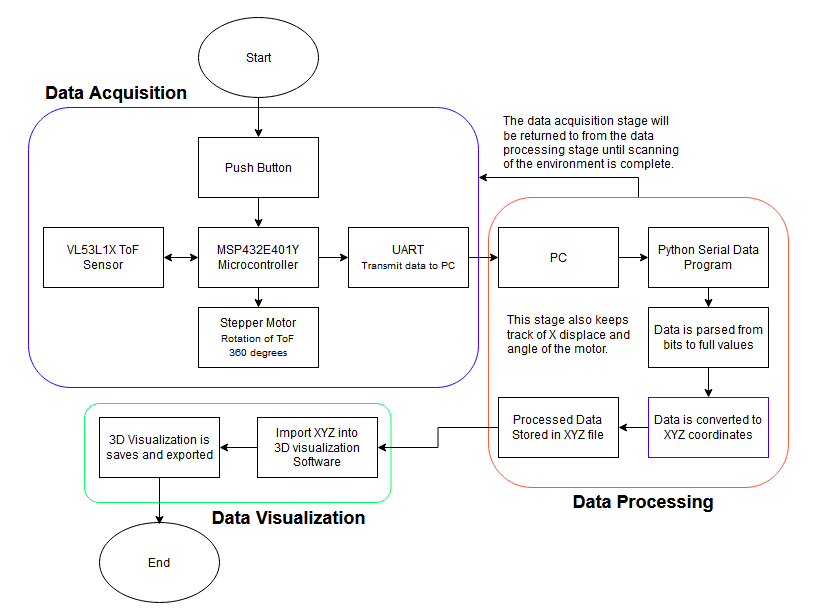 Start
Data Acquisition
The data acquisition stage will
be returned to from the data
processing stage until scanning
of the environment is complete.
Push Button
VL53L1X ToF
Sensor
MSP432E401Y
Microcontroller
UART
Transmit data to PC
PC
Python Serial Data
Program
Stepper Motor
Rotation of ToF
360 degrees
This stage also keeps
track of X displace and
angle of the motor.
Data is parsed from
bits to full values
3D Visualization is
saves and exported
Import XYZ into
3D visualization
Software
Processed Data
Stored in XYZ file
Data is converted to
XYZ coordinates
Data Processing
Data Visualization
End